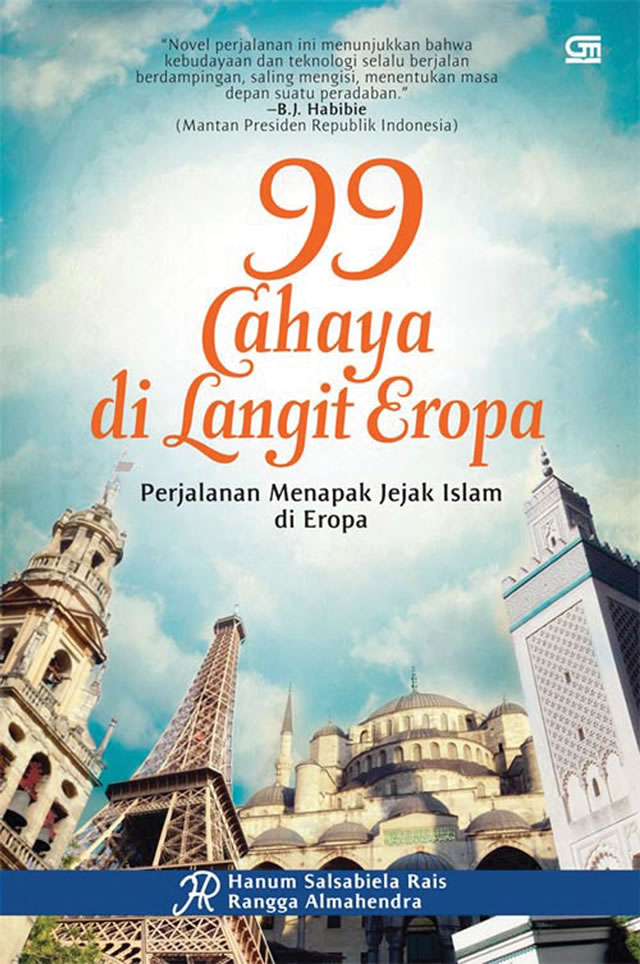 "Novel perjalanan ini menunjukkan bahwa
kebudayaan dan teknologi selalu berjalan
berdampingan, saling mengisi, menentukan masa
depan suatu peradaban."
–B.J. Habibie
(Mantan Presiden Republik Indonesia)
99
Cahaya
di Langit Eropa
Perjalanan Menapak Jejak Islam
di Eropa
Hanum Salsabiela Rais
Rangga Almahendra